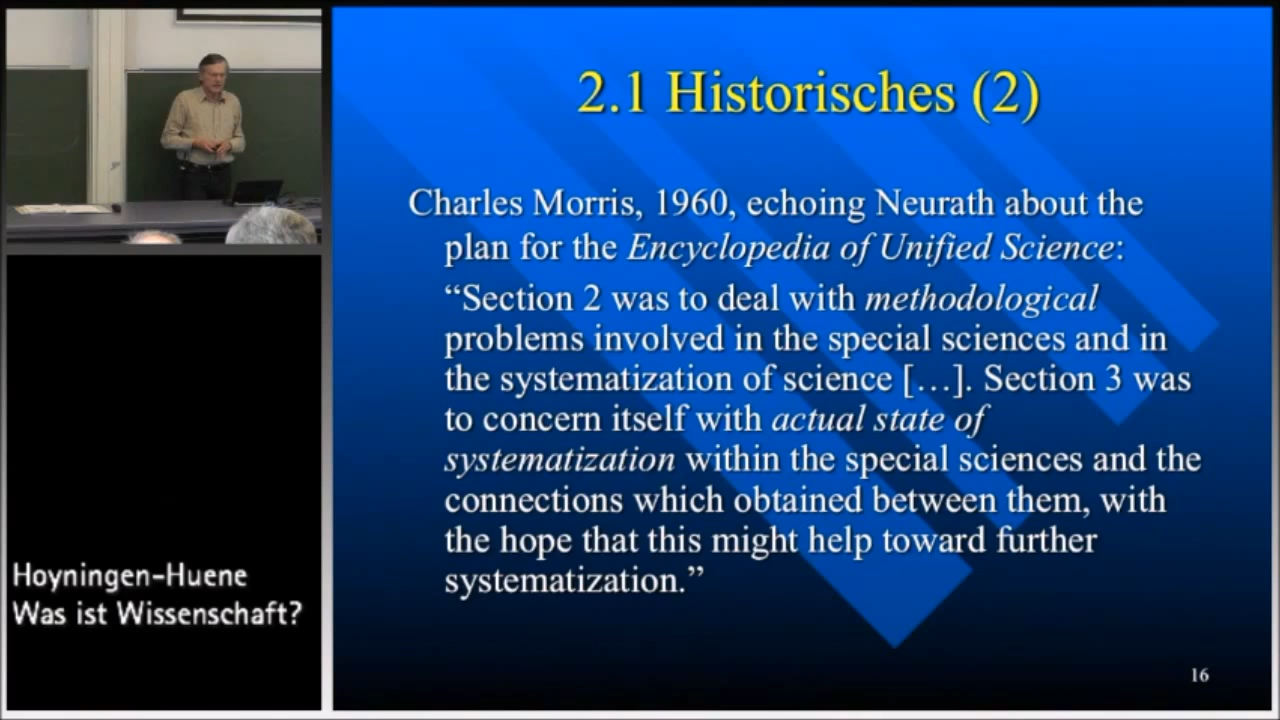 2.1 Historisches (2)
Charles Morris, 1960, echoing Neurath about the
plan for the Encyclopedia of Unified Science:
“Section 2 was to deal with methodological
problems involved in the special sciences and in
the systematization of science […]. Section 3 was
to concern itself with actual state of
systematization within the special sciences and the
connections which obtained between them, with
the hope that this might help toward further
systematization.”
Hoyningen-Huene
Was ist Wissenschaft?
16